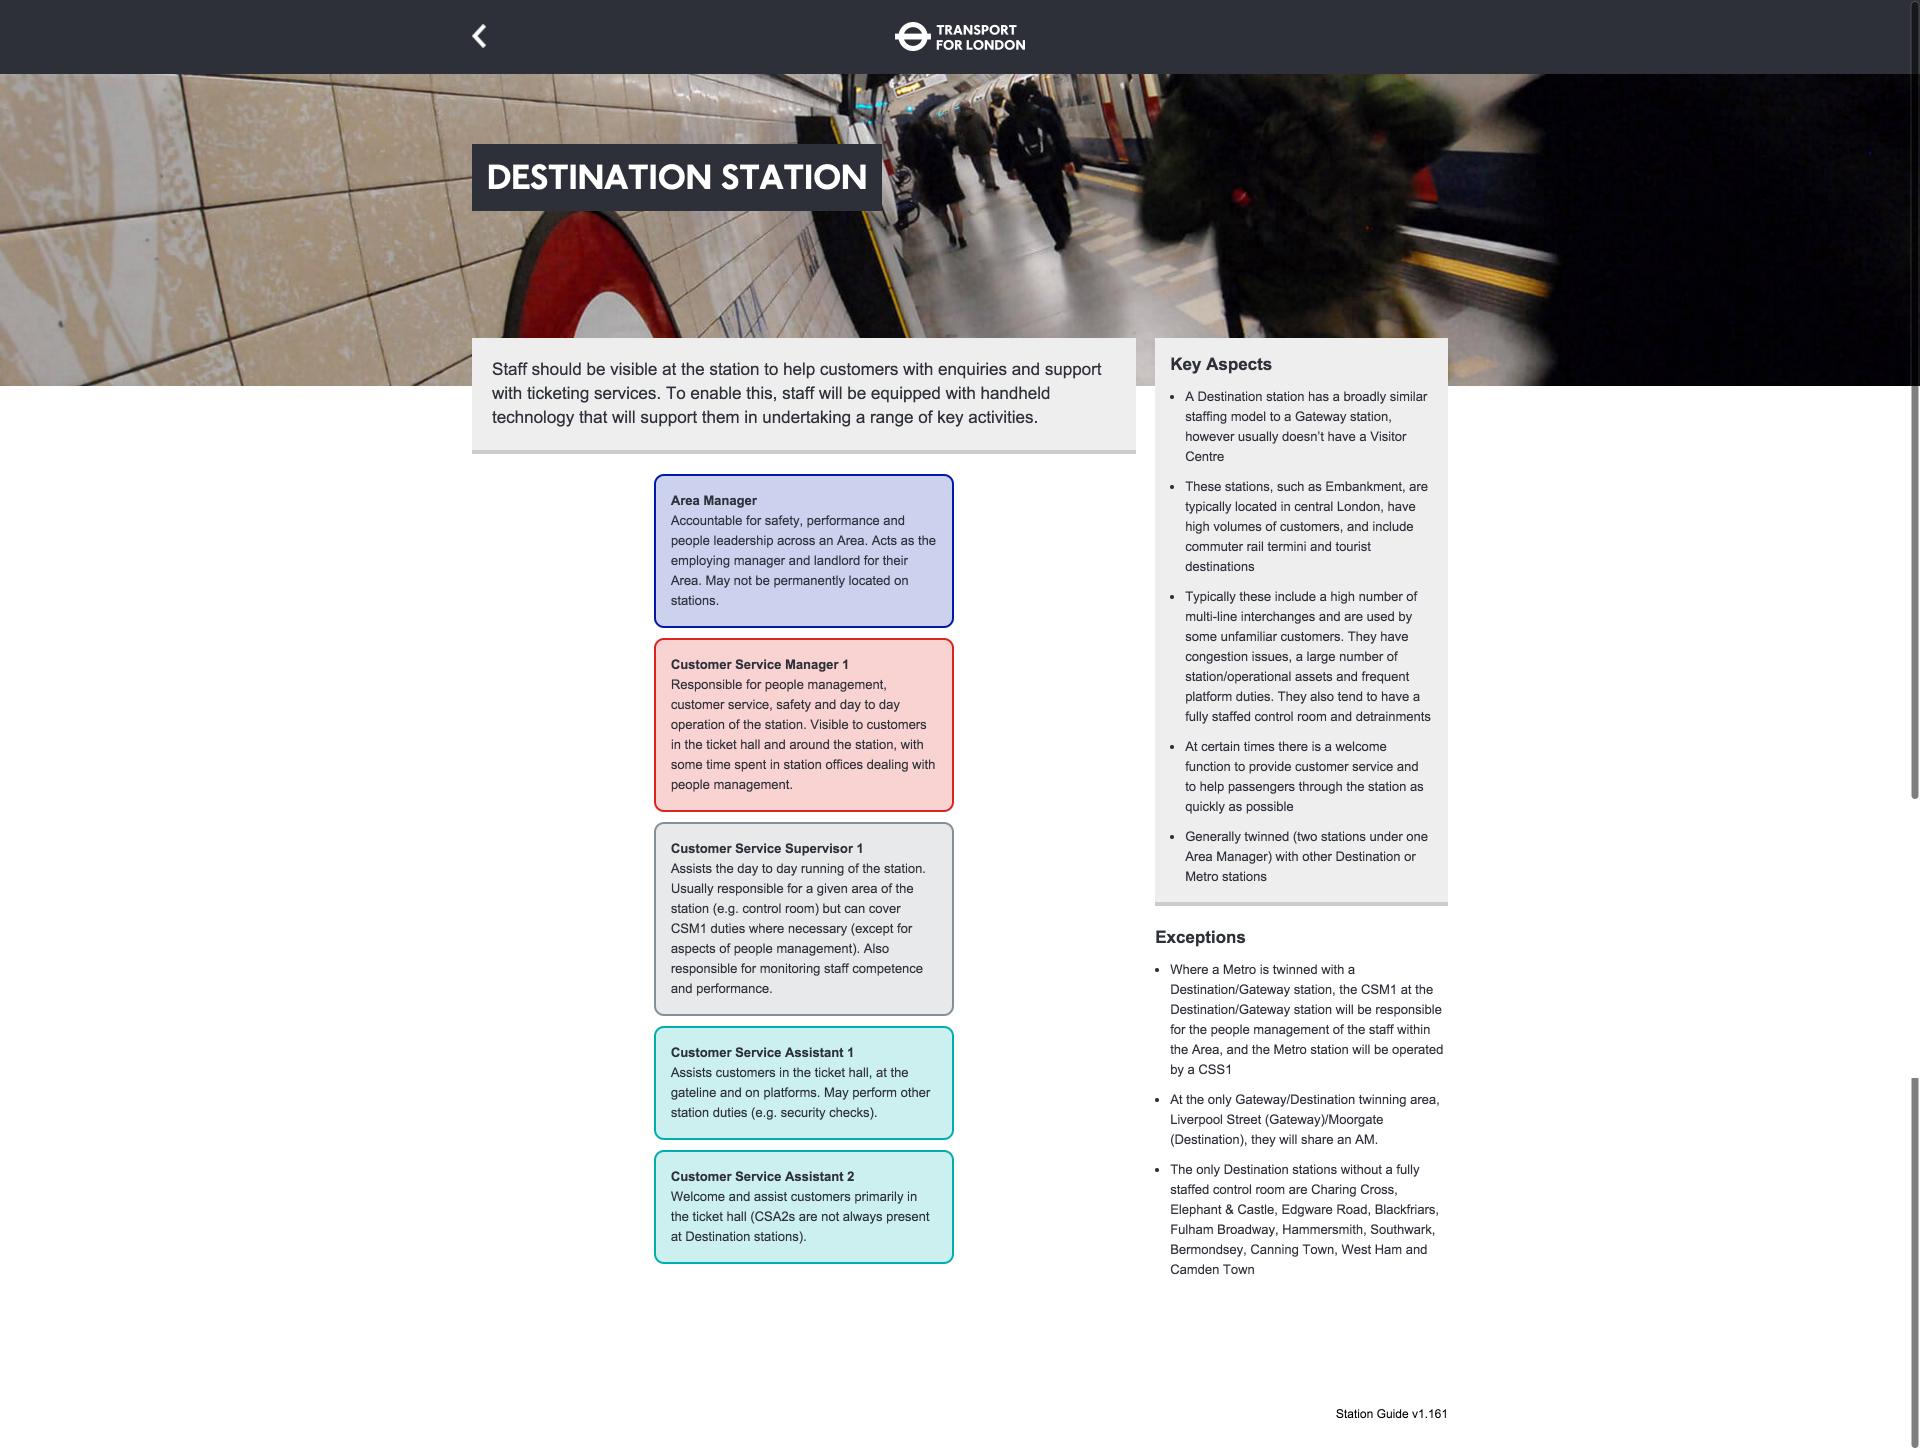 TRANSPORT
FOR LONDON
DESTINATION STATION
Staff should be visible at the station to help customers with enquiries and support
with ticketing services. To enable this, staff will be equipped with handheld
technology that will support them in undertaking a range of key activities.
Area Manager
Accountable for safety, performance and
people leadership across an Area. Acts as the
employing manager and landlord for their
Area. May not be permanently located on
stations.
Customer Service Manager 1
Responsible for people management,
customer service, safety and day to day
operation of the station. Visible to customers
in the ticket hall and around the station, with
some time spent in station offices dealing with
people management.
Customer Service Supervisor 1
Assists the day to day running of the station.
Usually responsible for a given area of the
station (e.g. control room) but can cover
CSM1 duties where necessary (except for
aspects of people management). Also
responsible for monitoring staff competence
and performance.
Customer Service Assistant 1
Assists customers in the ticket hall, at the
gateline and on platforms. May perform other
station duties (e.g. security checks).
Customer Service Assistant 2
Welcome and assist customers primarily in
the ticket hall (CSA2s are not always present
at Destination stations).
Key Aspects
• A Destination station has a broadly similar
staffing model to a Gateway station,
however usually doesn't have a Visitor
Centre
• These stations, such as Embankment, are
typically located in central London, have
high volumes of customers, and include
commuter rail termini and tourist
destinations
• Typically these include a high number of
multi-line interchanges and are used by
some unfamiliar customers. They have
congestion issues, a large number of
station/operational assets and frequent
platform duties. They also tend to have a
fully staffed control room and detrainments
• At certain times there is a welcome
function to provide customer service and
to help passengers through the station as
quickly as possible
• Generally twinned (two stations under one
Area Manager) with other Destination or
Metro stations
Exceptions
• Where a Metro is twinned with a
Destination/Gateway station, the CSM1 at the
Destination/Gateway station will be responsible
for the people management of the staff within
the Area, and the Metro station will be operated
by a CSS1
• At the only Gateway/Destination twinning area,
Liverpool Street (Gateway)/Moorgate
(Destination), they will share an AM.
• The only Destination stations without a fully
staffed control room are Charing Cross,
Elephant & Castle, Edgware Road, Blackfriars,
Fulham Broadway, Hammersmith, Southwark,
Bermondsey, Canning Town, West Ham and
Camden Town
Station Guide v1.161